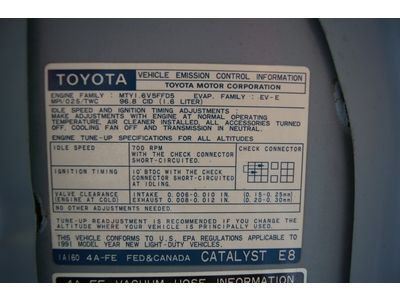 TOYOTA VEHICLE EMISSION CONTROL INFORMATION
TOYOTA MOTOR CORPORATION
ENGINE FAMILY : MTY1.6V5FFD5 EVAP. FAMILY : EV-E
MPI/O2S/TWC 96.8 CID (1.6 LITER)
IDLE SPEED AND IGNITION TIMING ADJUSTMENTS:
MAKE ADJUSTMENTS WITH ENGINE AT NORMAL OPERATING
TEMPERATURE, AIR CLEANER INSTALLED, ALL ACCESSORIES TURNED
OFF, COOLING FAN OFF AND TRANSMISSION IN NEUTRAL.
ENGINE TUNE-UP SPECIFICATIONS FOR ALL ALTITUDES
IDLE SPEED 700 RPM CHECK CONNECTOR
WITH THE CHECK CONNECTOR
SHORT-CIRCUITED.
IGNITION TIMING 10° BTDC WITH THE CHECK
CONNECTOR SHORT-CIRCUITED
AT IDLING.
VALVE CLEARANCE INTAKE 0.006-0.010 IN. (0.15-0.25mm)
(ENGINE AT COLD) EXHAUST 0.008-0.012 IN. (0.20-0.30mm)
NO OTHER ADJUSTMENTS NEEDED.
TUNE-UP READJUSTMENT IS RECOMMENDED IF YOU CHANGE THE
ALTITUDE WHERE YOUR VEHICLE IS PRINCIPALLY USED.
THIS VEHICLE CONFORMS TO U.S. EPA REGULATIONS APPLICABLE TO
1991 MODEL YEAR NEW LIGHT-DUTY VEHICLES.
1A160 4A-FE FED&CANADA CATALYST E8
4A-FE VACUUM HOSE INFORMATION